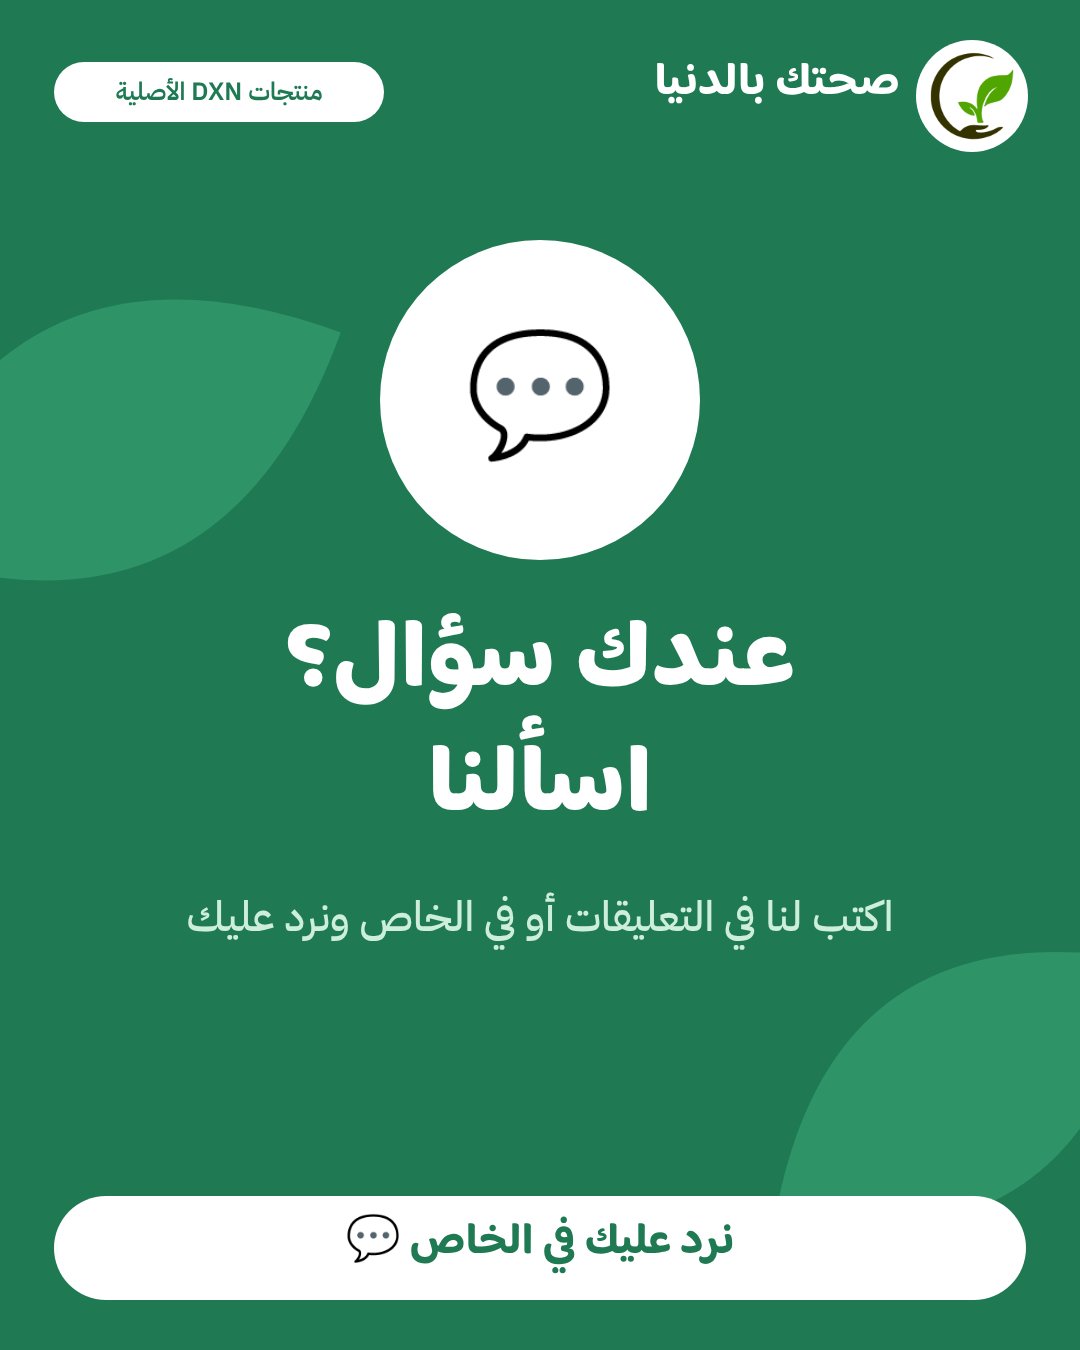 صحتك بالدنيا
منتجات DXN الأصلية
عندك سؤال؟
اسألنا
اكتب لنا في التعليقات أو في الخاص ونرد عليك
نرد عليك في الخاص 💬